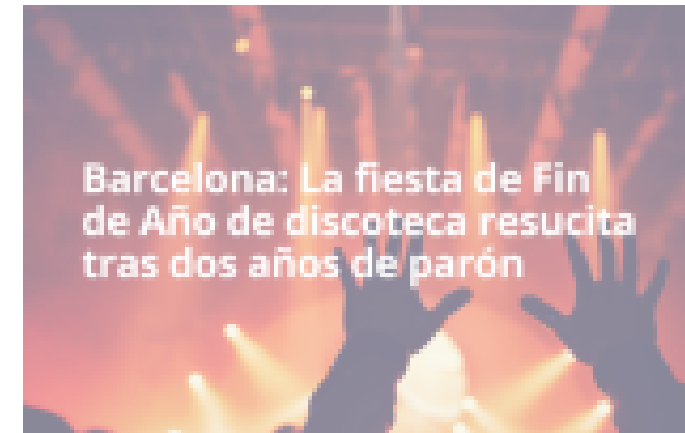 Barcelona: La fiesta de Fin
de Año de discoteca resucita
tras dos años de parón